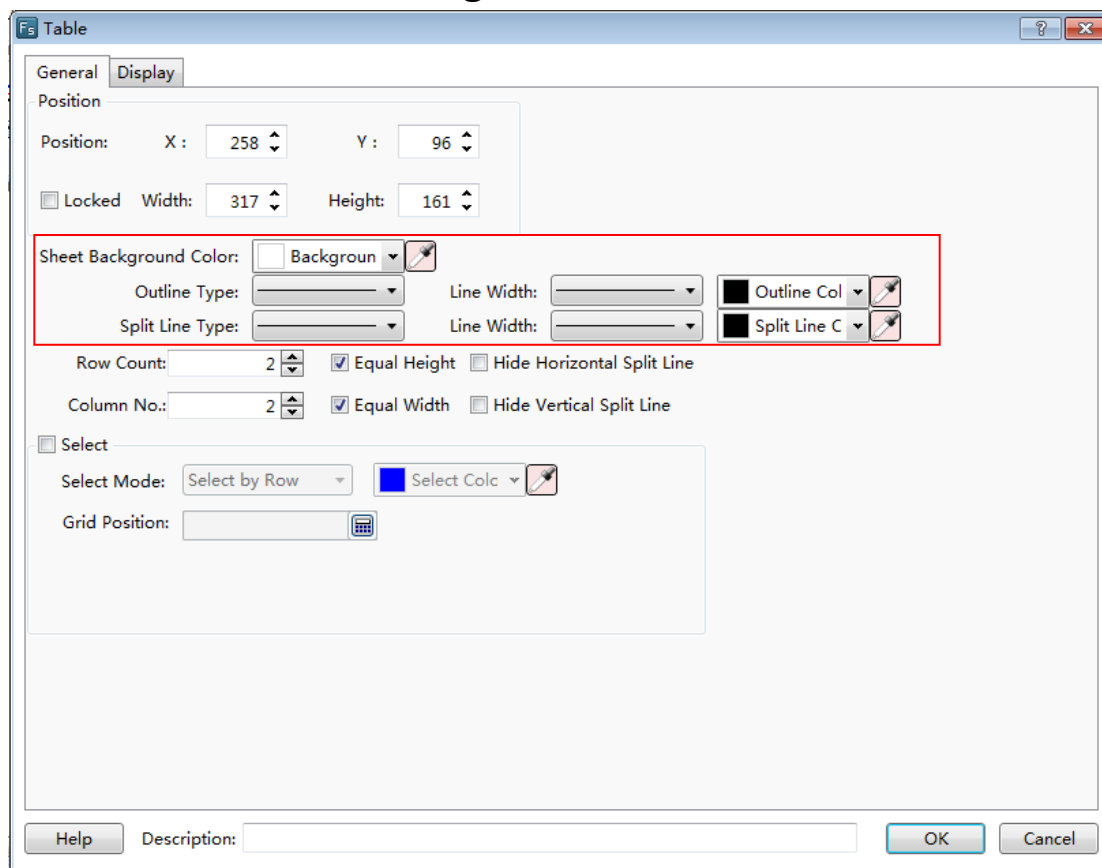 Fs Table
General Display
Position
Position: X : 258 Y : 96
Locked Width: 317 Height: 161
Sheet Background Color: Backgroun
Outline Type: Line Width: Outline Col
Split Line Type: Line Width: Split Line C
Row Count: 2 Equal Height Hide Horizontal Split Line
Column No.: 2 Equal Width Hide Vertical Split Line
Select
Select Mode: Select by Row Select Colc
Grid Position:
Help Description: OK Cancel